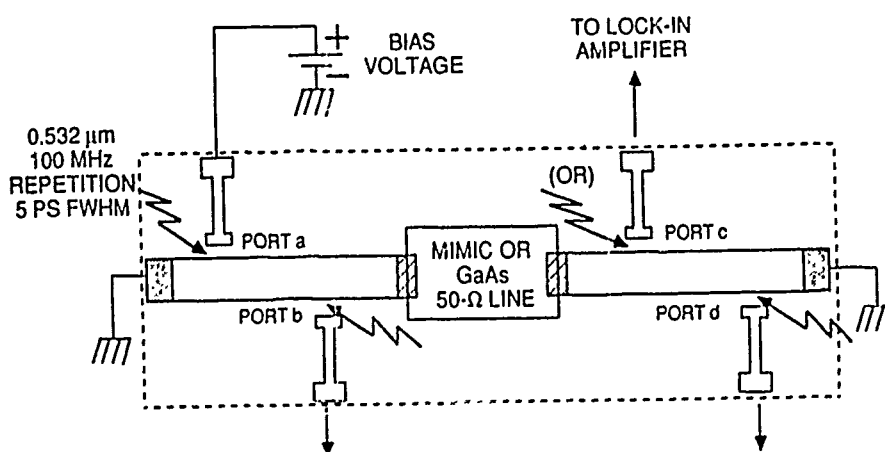 BIAS
VOLTAGE
+
−
TO LOCK-IN
AMPLIFIER
0.532 µm
100 MHz
REPETITION
5 PS FWHM
(OR)
PORT a
PORT c
MIMIC OR
GaAs
50-Ω LINE
PORT b
PORT d